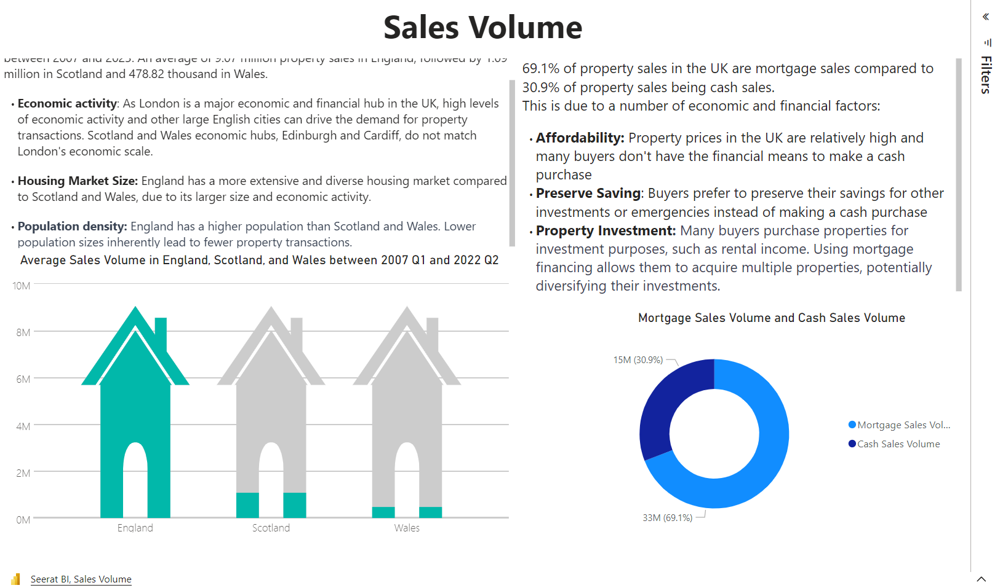 Sales Volume
between 2007 and 2023. An average of 9.07 million property sales in England, followed by 1.09
million in Scotland and 478.82 thousand in Wales.
• Economic activity: As London is a major economic and financial hub in the UK, high levels
of economic activity and other large English cities can drive the demand for property
transactions. Scotland and Wales economic hubs, Edinburgh and Cardiff, do not match
London's economic scale.
• Housing Market Size: England has a more extensive and diverse housing market compared
to Scotland and Wales, due to its larger size and economic activity.
• Population density: England has a higher population than Scotland and Wales. Lower
population sizes inherently lead to fewer property transactions.
Average Sales Volume in England, Scotland, and Wales between 2007 Q1 and 2022 Q2
10M
8M
6M
4M
2M
0M
England
Scotland
Wales
69.1% of property sales in the UK are mortgage sales compared to
30.9% of property sales being cash sales.
This is due to a number of economic and financial factors:
• Affordability: Property prices in the UK are relatively high and
many buyers don't have the financial means to make a cash
purchase
• Preserve Saving: Buyers prefer to preserve their savings for other
investments or emergencies instead of making a cash purchase
• Property Investment: Many buyers purchase properties for
investment purposes, such as rental income. Using mortgage
financing allows them to acquire multiple properties, potentially
diversifying their investments.
Mortgage Sales Volume and Cash Sales Volume
15M (30.9%)
33M (69.1%)
Mortgage Sales Vol...
Cash Sales Volume
Filters
Seerat BI, Sales Volume